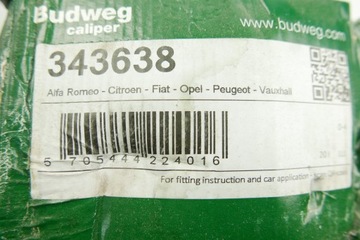 Budweg
caliper
www.budweg.com
343638
Alfa Romeo - Citroen - Fiat - Opel - Peugeot - Vauxhall
5 705444 224016
For fitting instruction and car application